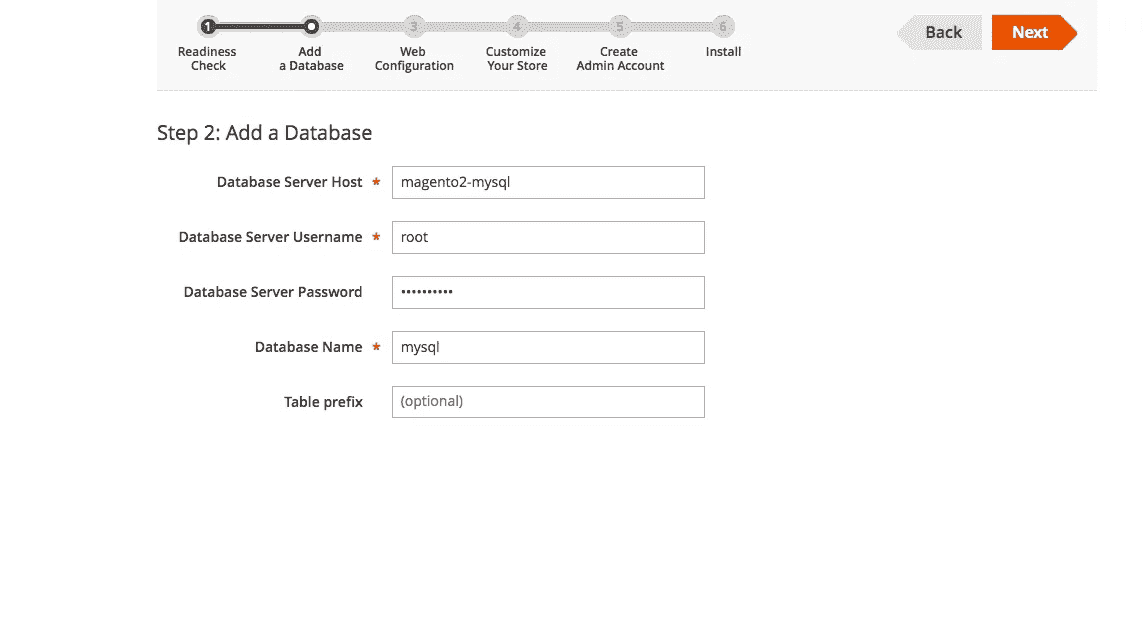 1
3
4
5
6
Readiness
Check
Add
a Database
Web
Configuration
Customize
Your Store
Create
Admin Account
Install
Back
Next
Step 2: Add a Database
Database Server Host * magento2-mysql
Database Server Username * root
Database Server Password ••••••••••
Database Name * mysql
Table prefix (optional)